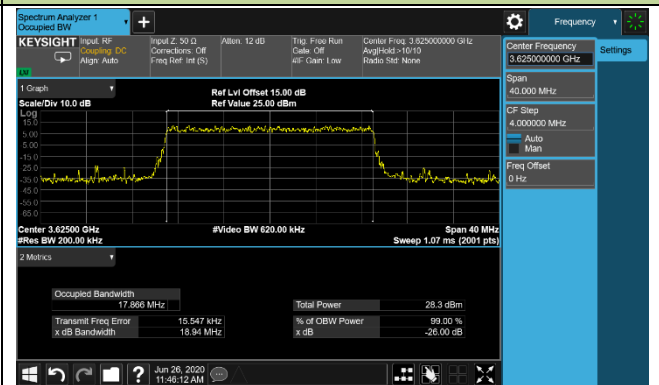 Spectrum Analyzer 1
Occupied BW
Frequency
KEYSIGHT
Input: RF
Coupling: DC
Align: Auto
Input Z: 50 Ω
Corrections: Off
Freq Ref: Int (S)
Atten: 12 dB
Trig: Free Run
Gate: Off
#IF Gain: Low
Center Freq: 3.625000000 GHz
Avg|Hold:>10/10
Radio Std: None
Center Frequency
3.625000000 GHz
Settings
Span
40.000 MHz
CF Step
4.000000 MHz
Auto
Man
Freq Offset
0 Hz
1 Graph
Scale/Div 10.0 dB
Ref Lvl Offset 15.00 dB
Ref Value 25.00 dBm
Log
15.0
5.00
5.00
-15.0
-25.0
-35.0
-45.0
-55.0
65.0
Center 3.62500 GHz
#Video BW 620.00 kHz
Span 40 MHz
#Res BW 200.00 kHz
Sweep 1.07 ms (2001 pts)
2 Metrics
Occupied Bandwidth
17.866 MHz
Total Power
28.3 dBm
Transmit Freq Error
15.547 kHz
% of OBW Power
99.00 %
x dB Bandwidth
18.94 MHz
x dB
-26.00 dB
?
Jun 26, 2020
11:46:12 AM